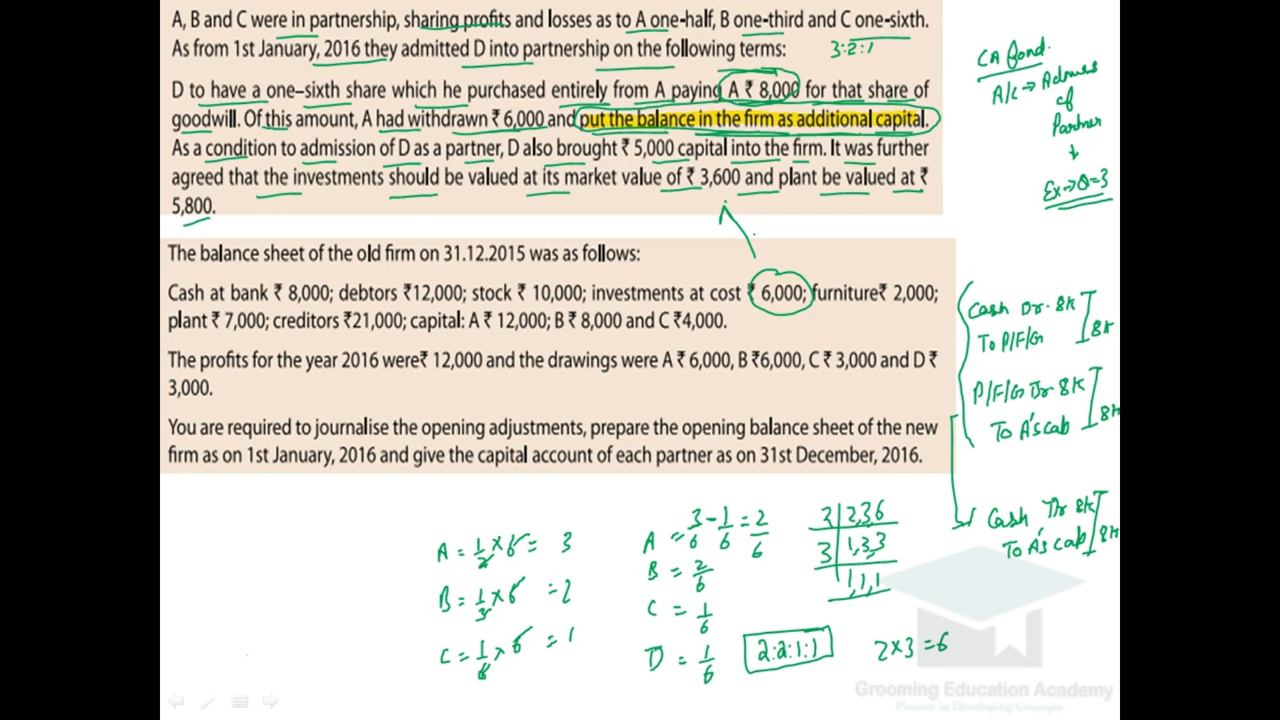 A, B and C were in partnership, sharing profits and losses as to A one-half, B one-third and C one-sixth.
As from 1st January, 2016 they admitted D into partnership on the following terms:
3:2:1
D to have a one–sixth share which he purchased entirely from A paying A ₹ 8,000 for that share of
goodwill. Of this amount, A had withdrawn ₹ 6,000 and put the balance in the firm as additional capital.
As a condition to admission of D as a partner, D also brought ₹ 5,000 capital into the firm. It was further
agreed that the investments should be valued at its market value of ₹ 3,600 and plant be valued at ₹
5,800.
The balance sheet of the old firm on 31.12.2015 was as follows:
Cash at bank ₹ 8,000; debtors ₹12,000; stock ₹ 10,000; investments at cost ₹ 6,000; furniture₹ 2,000;
plant ₹ 7,000; creditors ₹21,000; capital: A ₹ 12,000; B ₹ 8,000 and C ₹4,000.
The profits for the year 2016 were₹ 12,000 and the drawings were A ₹ 6,000, B ₹6,000, C ₹ 3,000 and D ₹
3,000.
You are required to journalise the opening adjustments, prepare the opening balance sheet of the new
firm as on 1st January, 2016 and give the capital account of each partner as on 31st December, 2016.
CA Found.
A/c → Admns
of
Partner
↓
Ex → Q=3
Cash Dr. 8K
To P/F/G 8K
P/F/G Dr 8K
To A's cap 8K
Cash Dr 8K
To A's cap 8K
A = 1/2 × 6 = 3
B = 1/3 × 6 = 2
C = 1/6 × 6 = 1
A = 3/6 - 1/6 = 2/6
B = 2/6
C = 1/6
D = 1/6
2:2:1:1
3 | 2,3,6
3 | 1,3,3
1,1,1
2×3=6
Grooming Education Academy
Pioneer in Developing Concepts